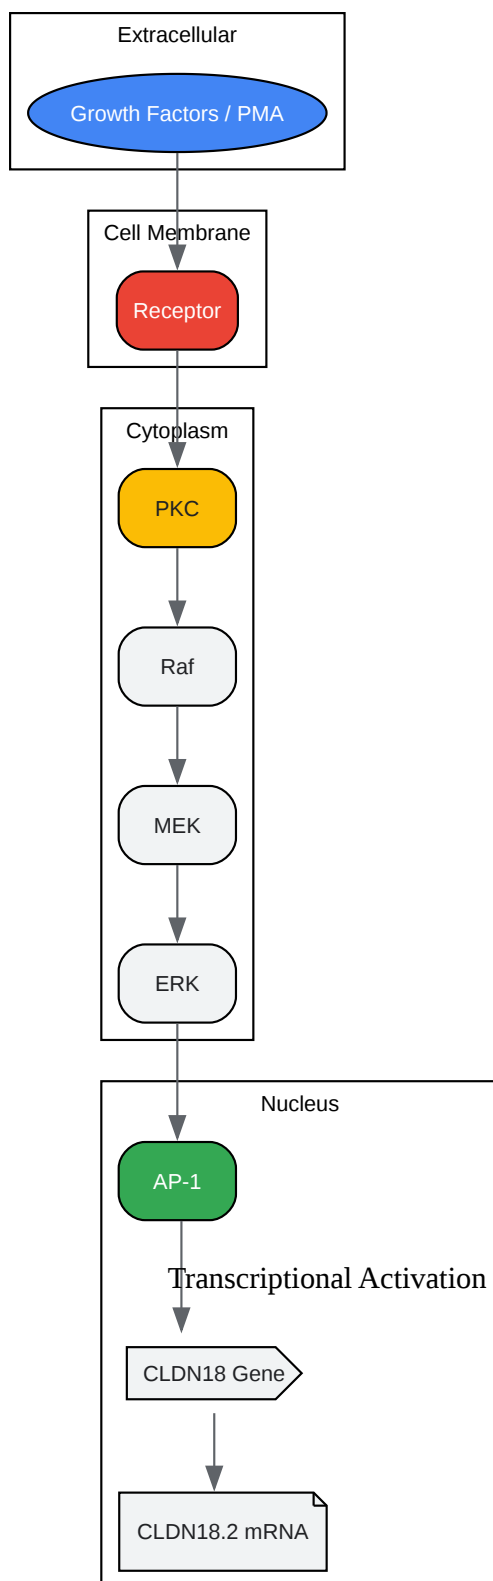 Extracellular
Growth Factors / PMA
Cell Membrane
Receptor
Cytoplasm
PKC
Raf
MEK
ERK
Nucleus
AP-1
Transcriptional Activation
CLDN18 Gene
CLDN18.2 mRNA